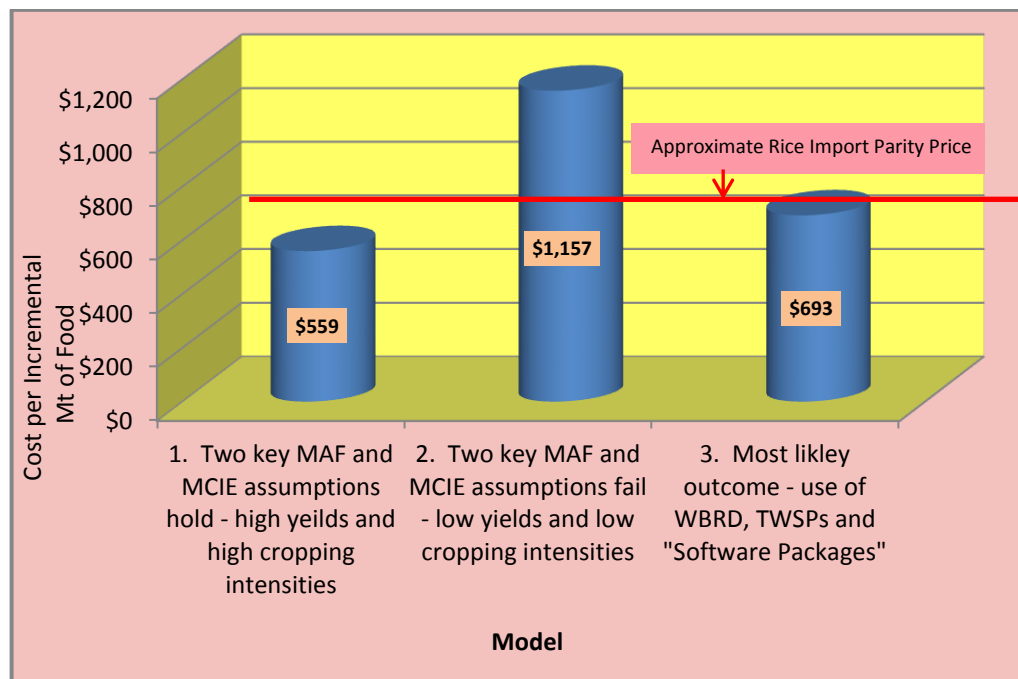 $1,200
$1,000
$800
$600
$400
$200
$0
Cost per Incremental
Mt of Food
Approximate Rice Import Parity Price
$559
$1,157
$693
1. Two key MAF and
MCIE assumptions
hold - high yeilds and
high cropping
intensities
2. Two key MAF and
MCIE assumptions fail
- low yields and low
cropping intensities
3. Most likley
outcome - use of
WBRD, TWSPs and
"Software Packages"
Model